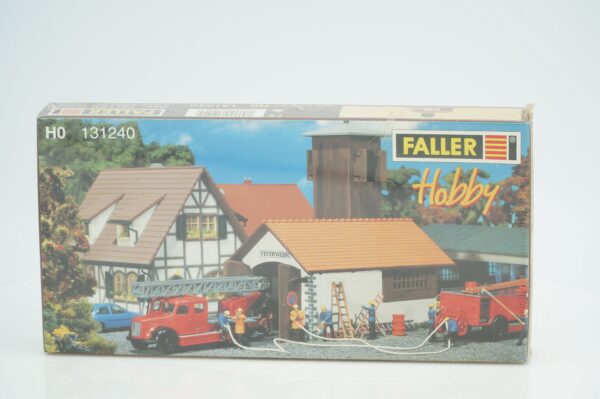 H0 131240
FALLER
®
Hobby
FEUERWEHR